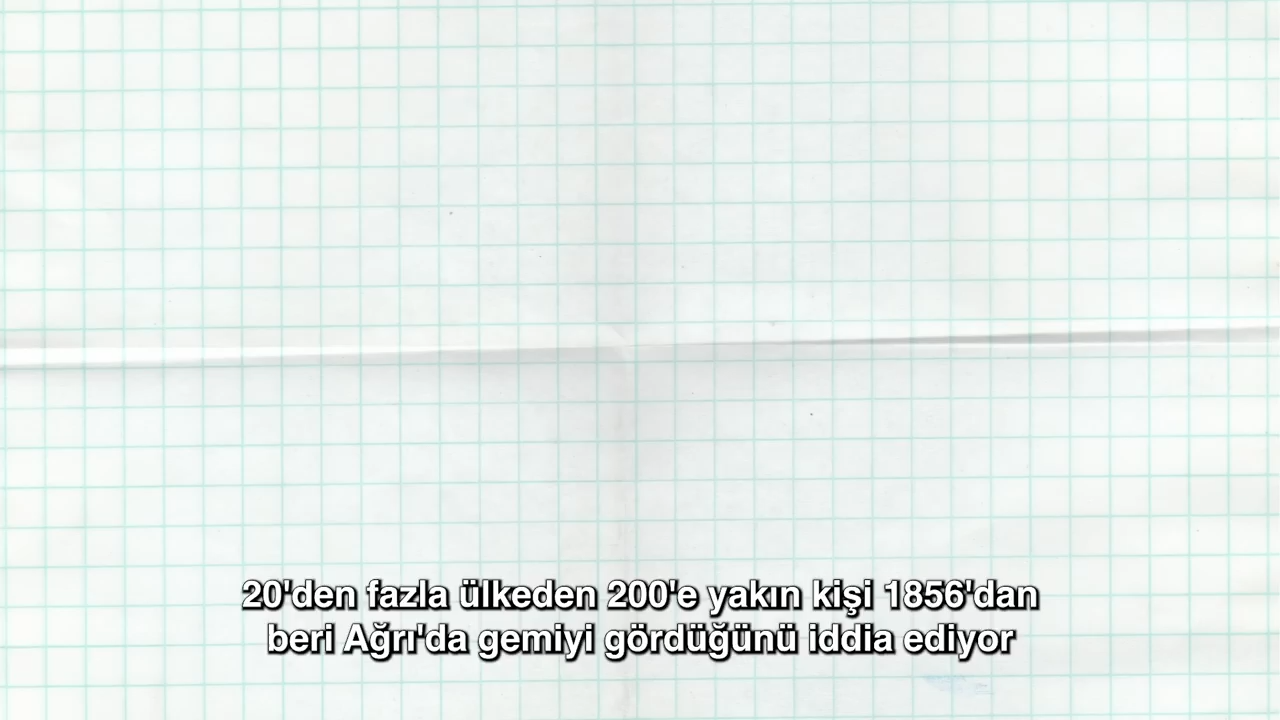 20'den fazla ülkeden 200'e yakın kişi 1856'dan
beri Ağrı'da gemiyi gördüğünü iddia ediyor